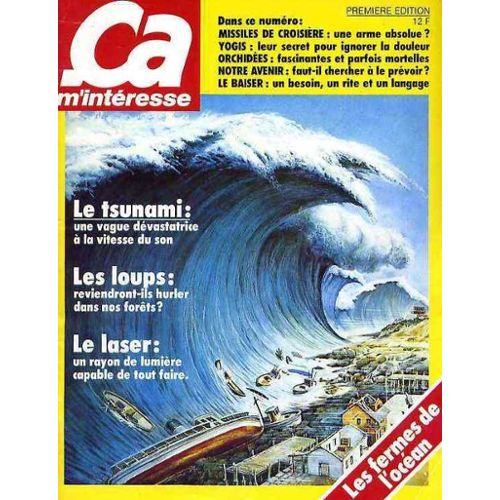 Ça
m'intéresse
PREMIERE EDITION
12 F
Dans ce numéro :
MISSILES DE CROISIÈRE : une arme absolue ?
YOGIS : leur secret pour ignorer la douleur
ORCHIDÉES : fascinantes et parfois mortelles
NOTRE AVENIR : faut-il chercher à le prévoir ?
LE BAISER : un besoin, un rite et un langage
Le tsunami :
une vague dévastatrice
à la vitesse du son
Les loups :
reviendront-ils hurler
dans nos forêts ?
Le laser :
un rayon de lumière
capable de tout faire.
Les fermes de
l'océan